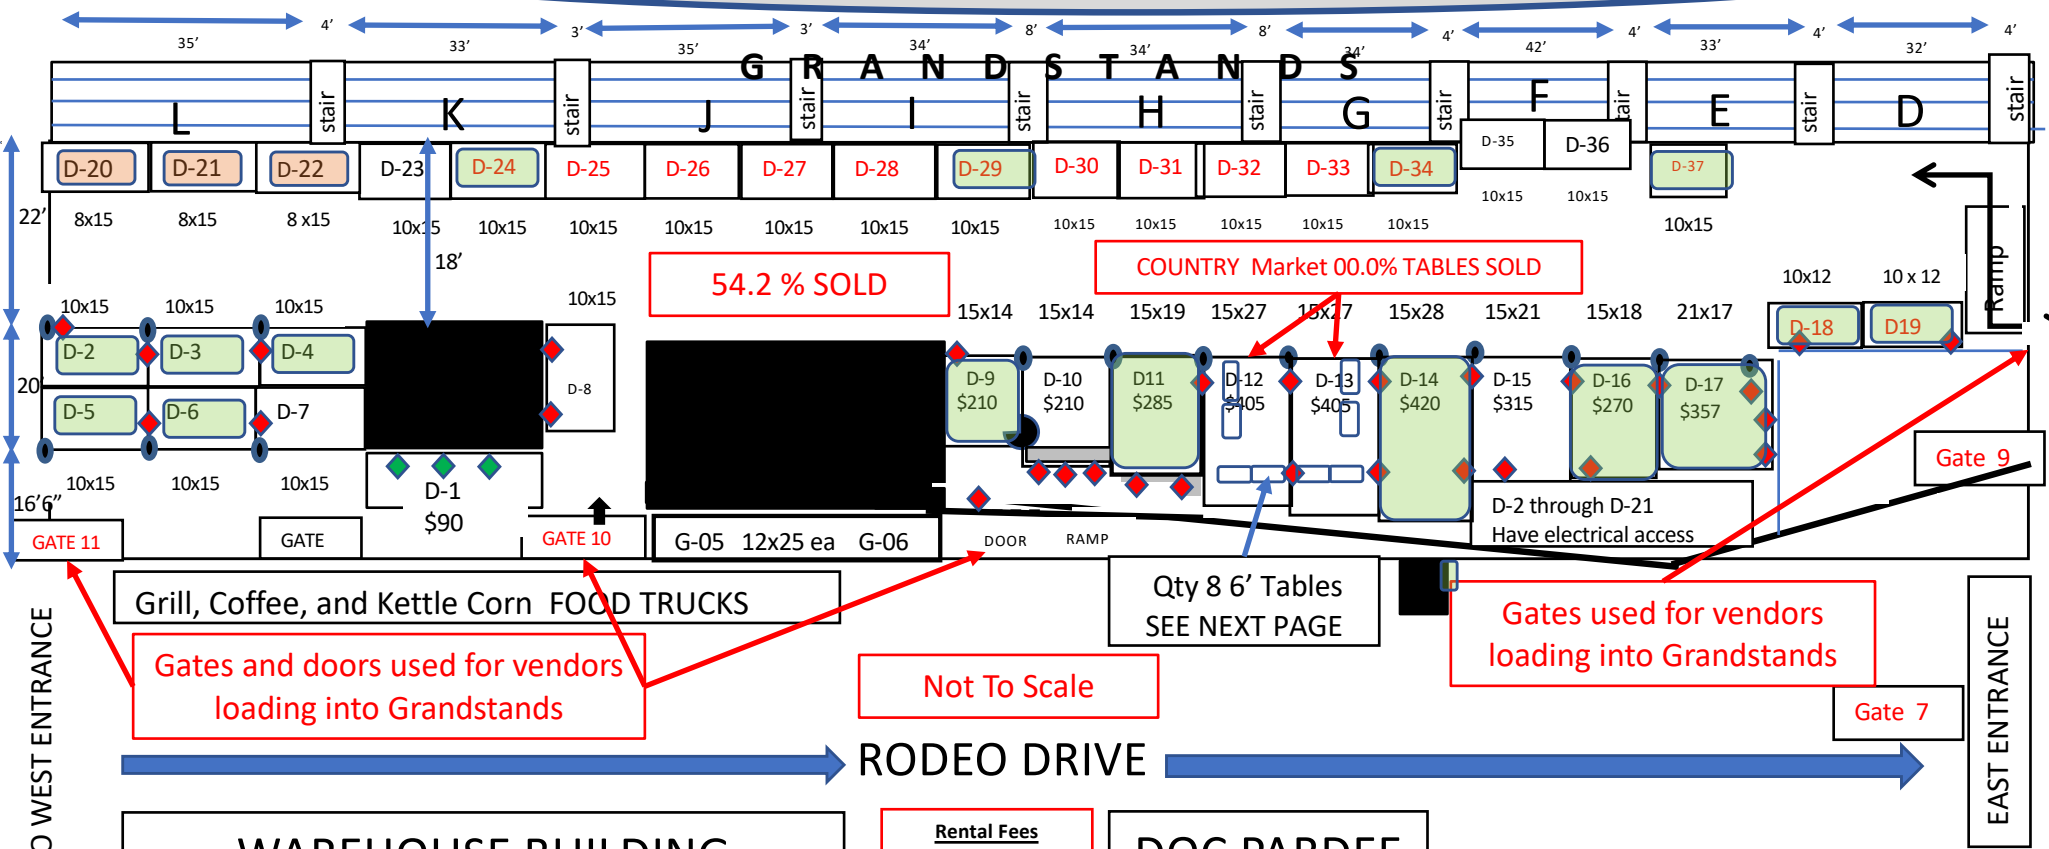 35’ 4’ 33’ 3’ 35’ 3’ 34’ 8’ 34’ 8’ 34’ 4’ 42’ 4’ 33’ 4’ 32’ 4’
GRANDSTANDS
L stair K stair J stair I stair H stair G stair F stair E stair D stair
D-20 D-21 D-22 D-23 D-24 D-25 D-26 D-27 D-28 D-29 D-30 D-31 D-32 D-33 D-34 D-35 D-36 D-37
22’ 8x15 8x15 8 x15 10x15 10x15 10x15 10x15 10x15 10x15 10x15 10x15 10x15 10x15 10x15 10x15 10x15 10x15 10x15
18’
54.2 % SOLD
COUNTRY Market 00.0% TABLES SOLD
Ramp
10x12 10 x 12
10x15 10x15 10x15 10x15 15x14 15x14 15x19 15x27 15x27 15x28 15x21 15x18 21x17
D-18 D19
20’
D-2 D-3 D-4
D-5 D-6 D-7
D-8
D-9
$210
D-10
$210
D11
$285
D-12
$405
D-13
$405
D-14
$420
D-15
$315
D-16
$270
D-17
$357
10x15 10x15 10x15
16’6”
D-1
$90
Gate 9
D-2 through D-21
Have electrical access
GATE 11 GATE GATE 10 G-05 12x25 ea G-06 DOOR RAMP
Grill, Coffee, and Kettle Corn FOOD TRUCKS
Qty 8 6’ Tables
SEE NEXT PAGE
Gates used for vendors
loading into Grandstands
Gates and doors used for vendors
loading into Grandstands
Not To Scale
Gate 7
O WEST ENTRANCE
EAST ENTRANCE
RODEO DRIVE
WAREHOUSE BUILDING
Rental Fees
DOC PARDEE